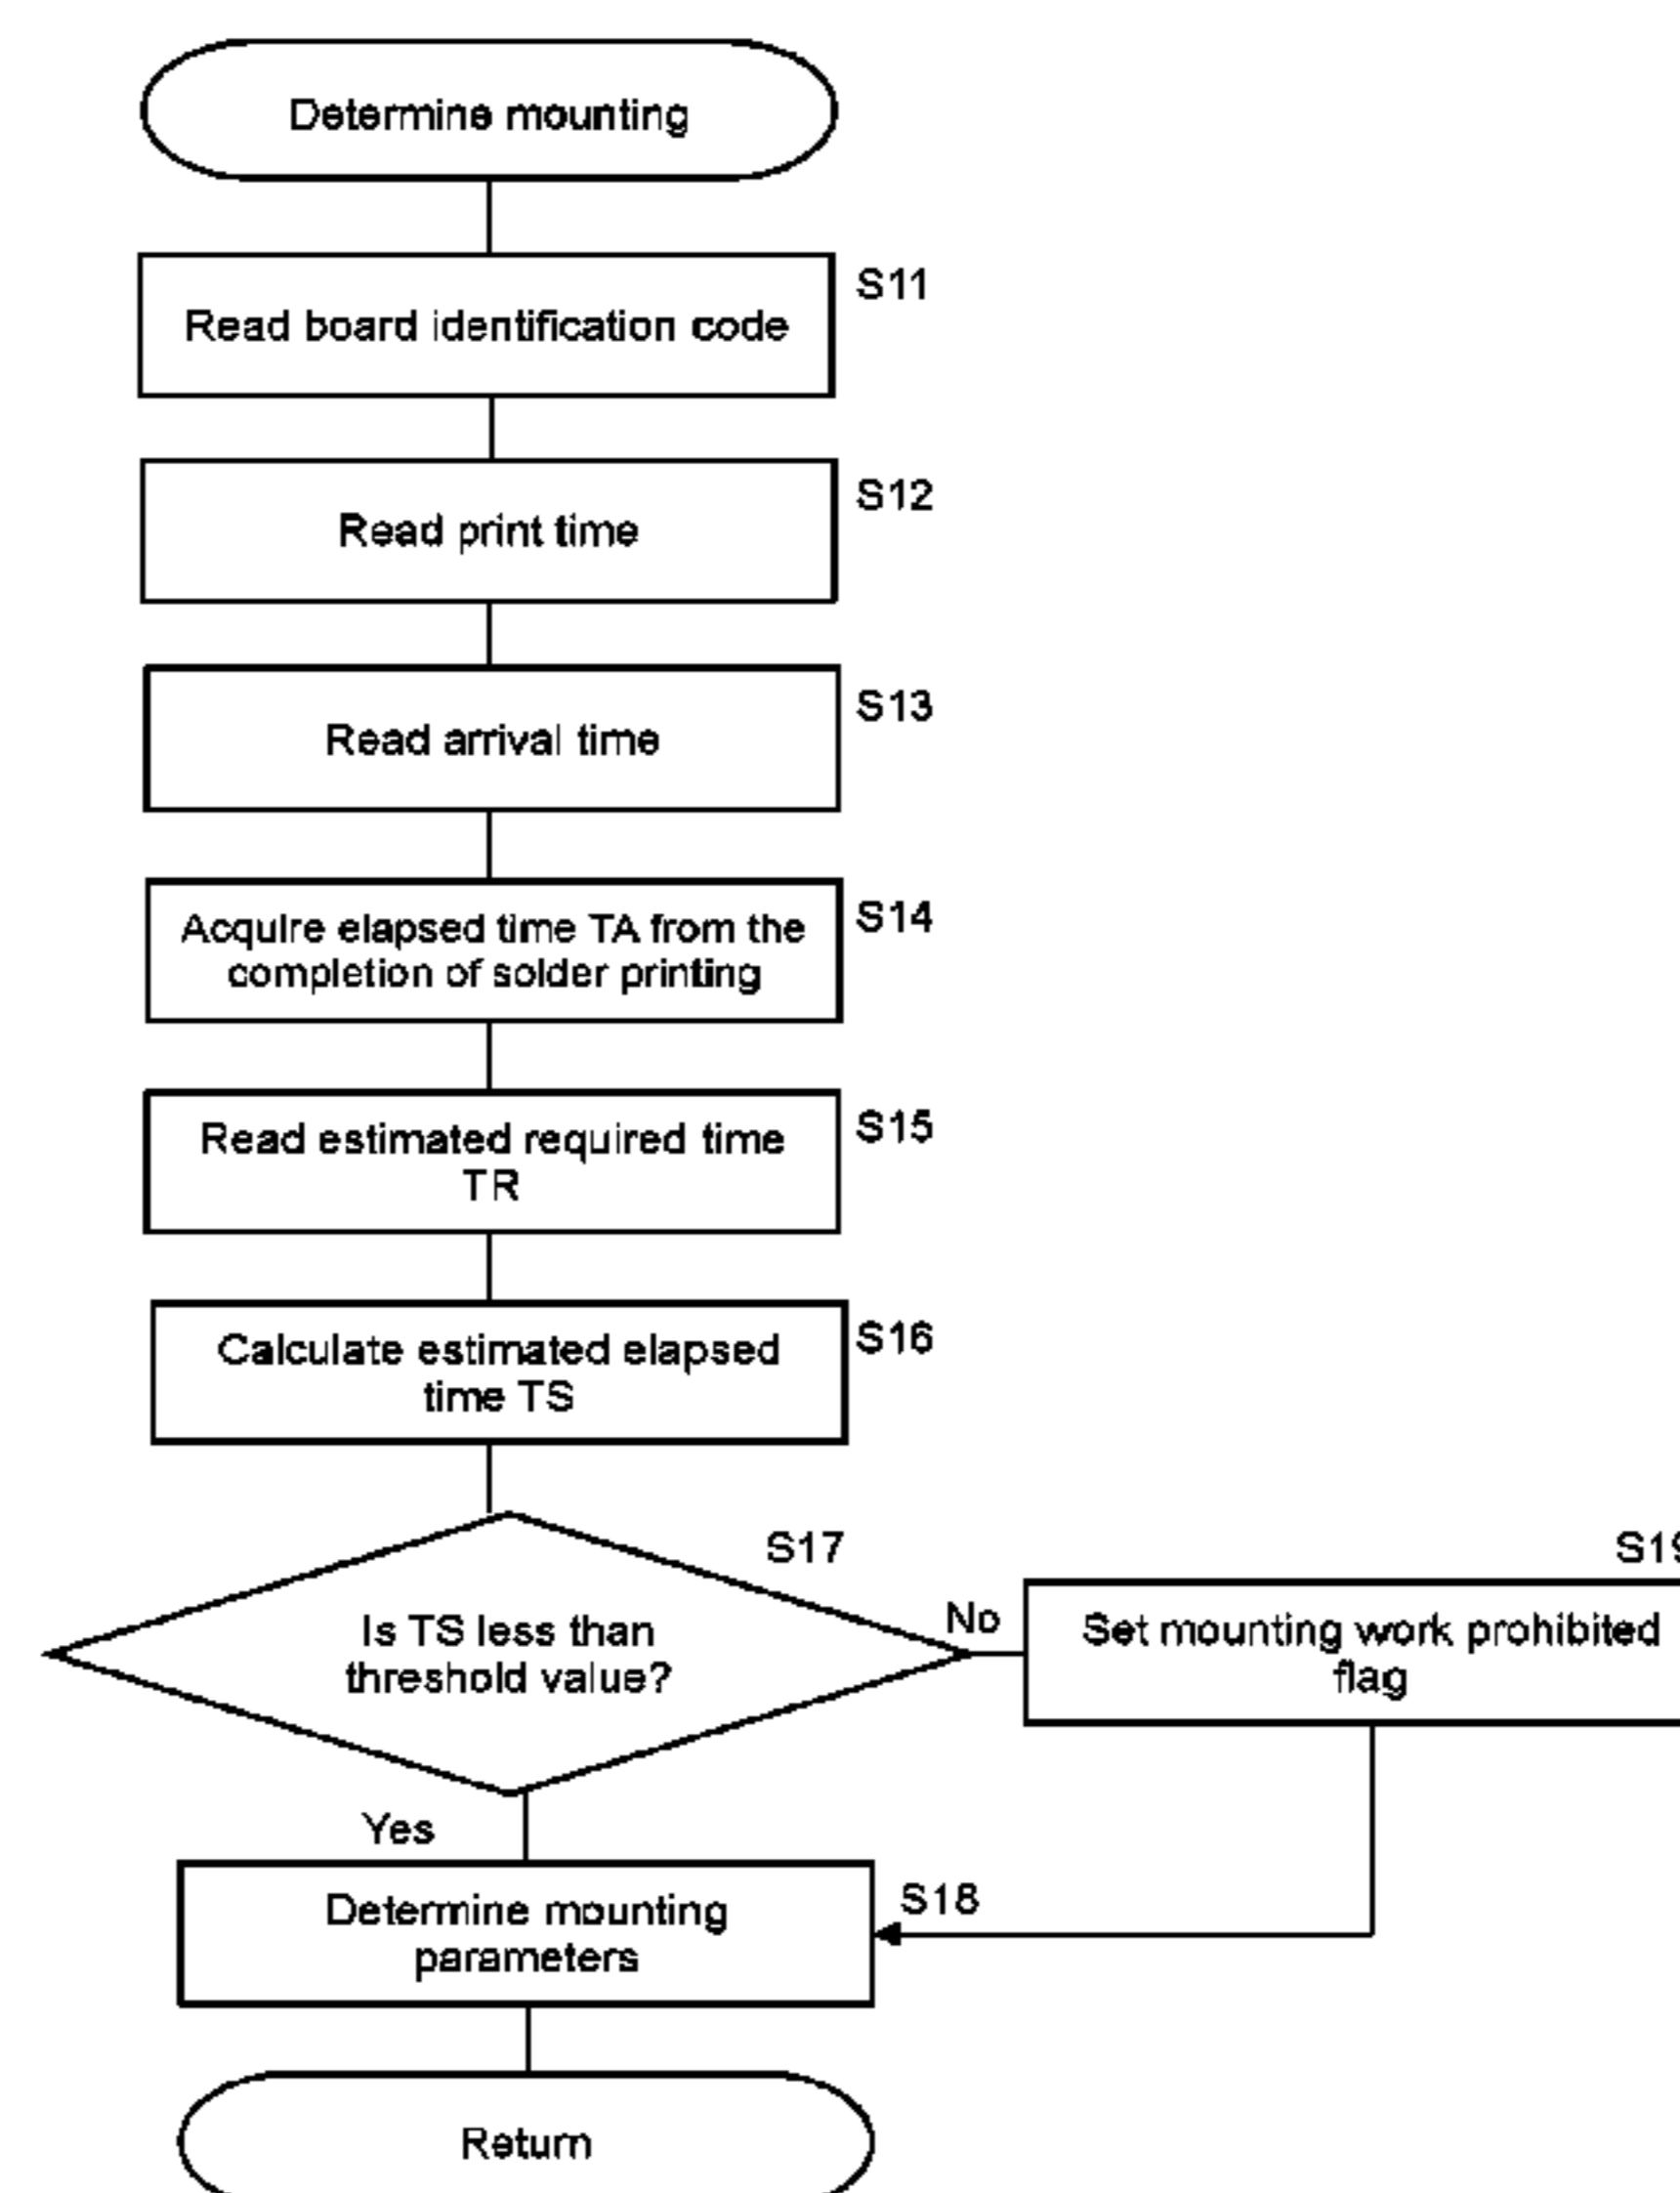 Determine mounting
S11
Read board identification code
S12
Read print time
S13
Read arrival time
S14
Acquire elapsed time TA from the
completion of solder printing
S15
Read estimated required time
TR
S16
Calculate estimated elapsed
time TS
S17
Is TS less than
threshold value?
No
S19
Set mounting work prohibited
flag
Yes
S18
Determine mounting
parameters
Return